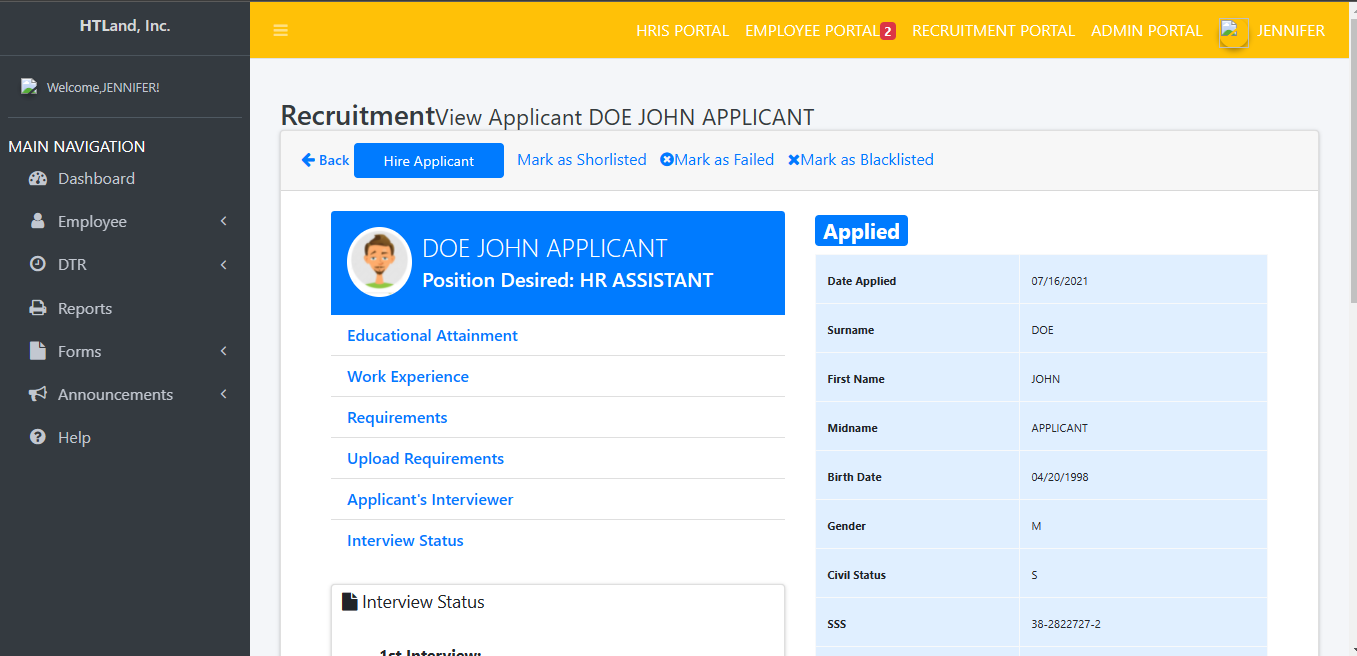 HTLand, Inc.
Welcome,JENNIFER!
MAIN NAVIGATION
Dashboard
Employee
DTR
Reports
Forms
Announcements
Help
HRIS PORTAL EMPLOYEE PORTAL 2 RECRUITMENT PORTAL ADMIN PORTAL JENNIFER
RecruitmentView Applicant DOE JOHN APPLICANT
Back Hire Applicant Mark as Shorlisted Mark as Failed Mark as Blacklisted
DOE JOHN APPLICANT
Position Desired: HR ASSISTANT
Educational Attainment
Work Experience
Requirements
Upload Requirements
Applicant's Interviewer
Interview Status
Interview Status
1st Interview:
Applied
Date Applied 07/16/2021
Surname DOE
First Name JOHN
Midname APPLICANT
Birth Date 04/20/1998
Gender M
Civil Status S
SSS 38-2822727-2